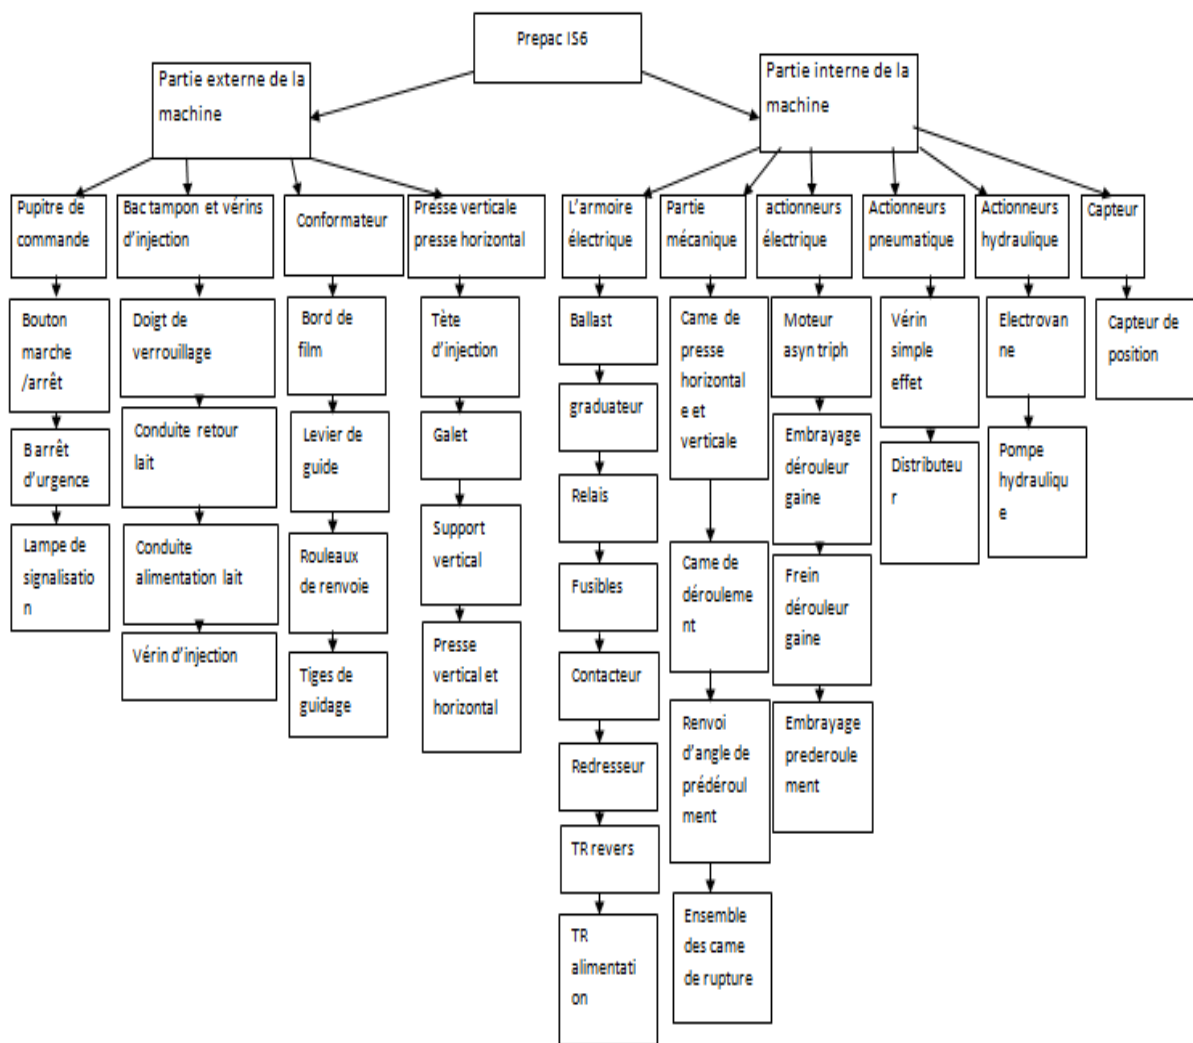 Prepac IS6
Partie externe de la
machine
Partie interne de la
machine
Pupitre de
commande
Bac tampon et vérins
d'injection
Conformateur
Presse verticale
presse horizontal
L'armoire
électrique
Partie
mécanique
actionneurs
électrique
Actionneurs
pneumatique
Actionneurs
hydraulique
Capteur
Bouton
marche
/arrêt
B arrêt
d'urgence
Lampe de
signalisatio
n
Doigt de
verrouillage
Conduite retour
lait
Conduite
alimentation lait
Vérin d'injection
Bord de
film
Levier de
guide
Rouleaux
de renvoie
Tiges de
guidage
Tète
d'injection
Galet
Support
vertical
Presse
vertical et
horizontal
Ballast
graduateur
Relais
Fusibles
Contacteur
Redresseur
TR revers
TR
alimentati
on
Came de
presse
horizontal
e et
verticale
Came de
dérouleme
nt
Renvoi
d'angle de
prédéroul
ment
Ensemble
des came
de rupture
Moteur
asyn triph
Embrayage
dérouleur
gaine
Frein
dérouleur
gaine
Embrayage
prederoule
ment
Vérin
simple
effet
Distributeu
r
Electrovan
ne
Pompe
hydrauliqu
e
Capteur de
position